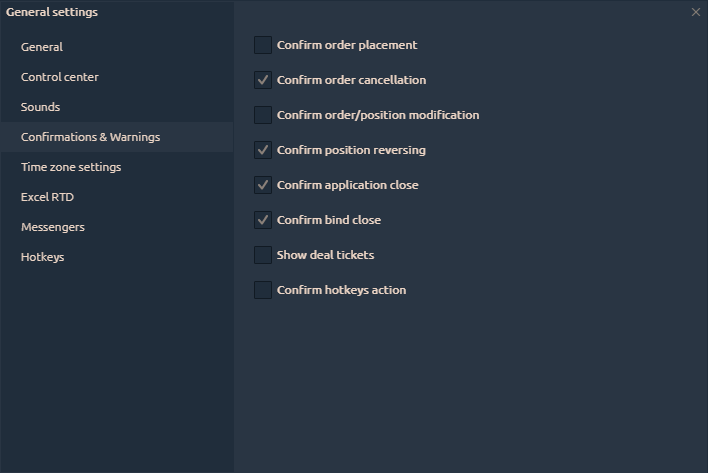 General settings
General
Control center
Sounds
Confirmations & Warnings
Time zone settings
Excel RTD
Messengers
Hotkeys
Confirm order placement
Confirm order cancellation
Confirm order/position modification
Confirm position reversing
Confirm application close
Confirm bind close
Show deal tickets
Confirm hotkeys action